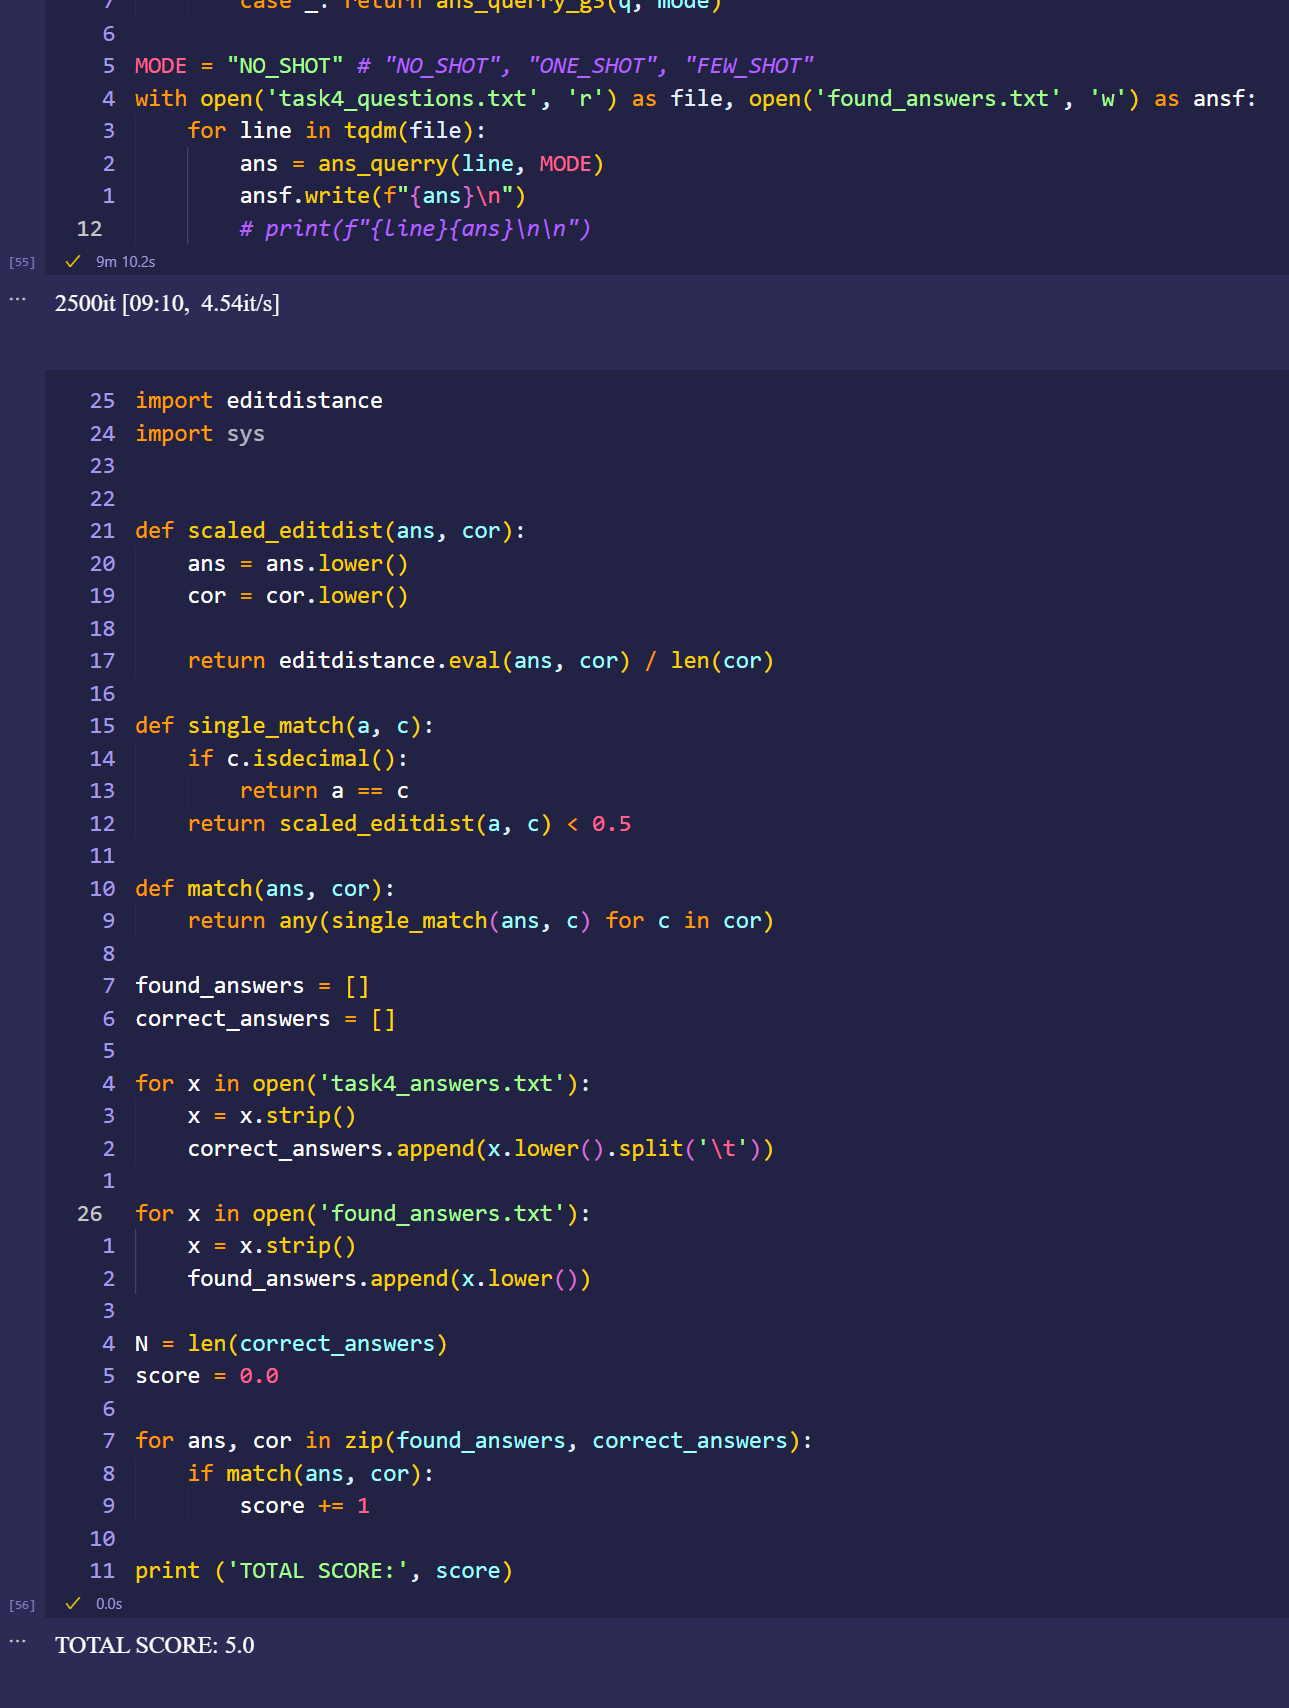 7 case _: return ans_querry_g3(q, mode)
6
5 MODE = "NO_SHOT" # "NO_SHOT", "ONE_SHOT", "FEW_SHOT"
4 with open('task4_questions.txt', 'r') as file, open('found_answers.txt', 'w') as ansf:
3 for line in tqdm(file):
2 ans = ans_querry(line, MODE)
1 ansf.write(f"{ans}\n")
12 # print(f"{line}{ans}\n\n")
[55] ✓ 9m 10.2s
... 2500it [09:10, 4.54it/s]
25 import editdistance
24 import sys
23
22
21 def scaled_editdist(ans, cor):
20 ans = ans.lower()
19 cor = cor.lower()
18
17 return editdistance.eval(ans, cor) / len(cor)
16
15 def single_match(a, c):
14 if c.isdecimal():
13 return a == c
12 return scaled_editdist(a, c) < 0.5
11
10 def match(ans, cor):
9 return any(single_match(ans, c) for c in cor)
8
7 found_answers = []
6 correct_answers = []
5
4 for x in open('task4_answers.txt'):
3 x = x.strip()
2 correct_answers.append(x.lower().split('\t'))
1
26 for x in open('found_answers.txt'):
1 x = x.strip()
2 found_answers.append(x.lower())
3
4 N = len(correct_answers)
5 score = 0.0
6
7 for ans, cor in zip(found_answers, correct_answers):
8 if match(ans, cor):
9 score += 1
10
11 print ('TOTAL SCORE:', score)
[56] ✓ 0.0s
... TOTAL SCORE: 5.0